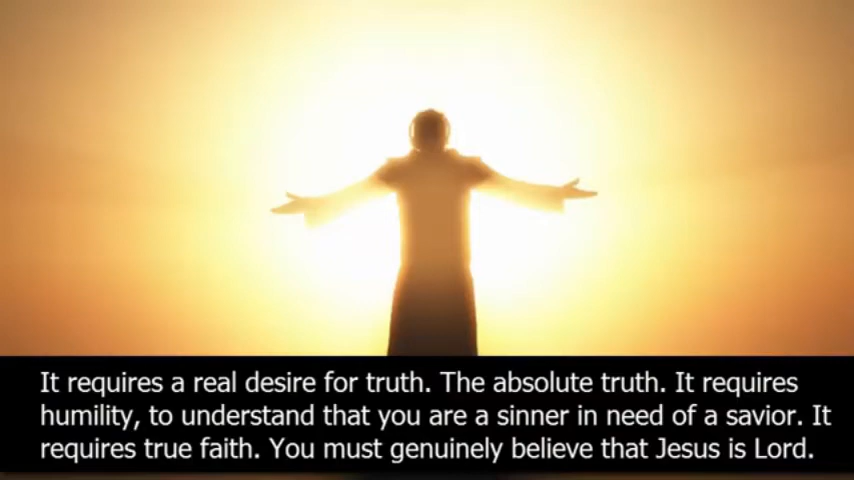 It requires a real desire for truth. The absolute truth. It requires
humility, to understand that you are a sinner in need of a savior. It
requires true faith. You must genuinely believe that Jesus is Lord.